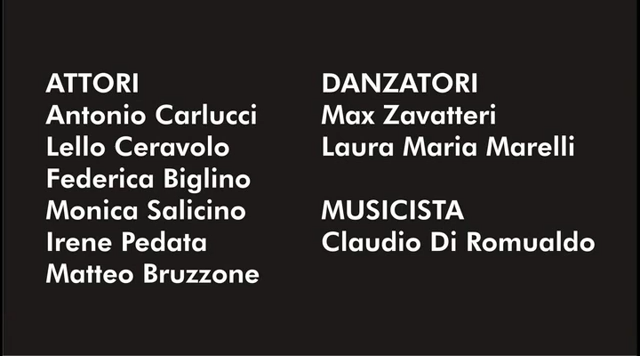 ATTORI
Antonio Carlucci
Lello Ceravolo
Federica Biglino
Monica Salicino
Irene Pedata
Matteo Bruzzone
DANZATORI
Max Zavatteri
Laura Maria Marelli
MUSICISTA
Claudio Di Romualdo